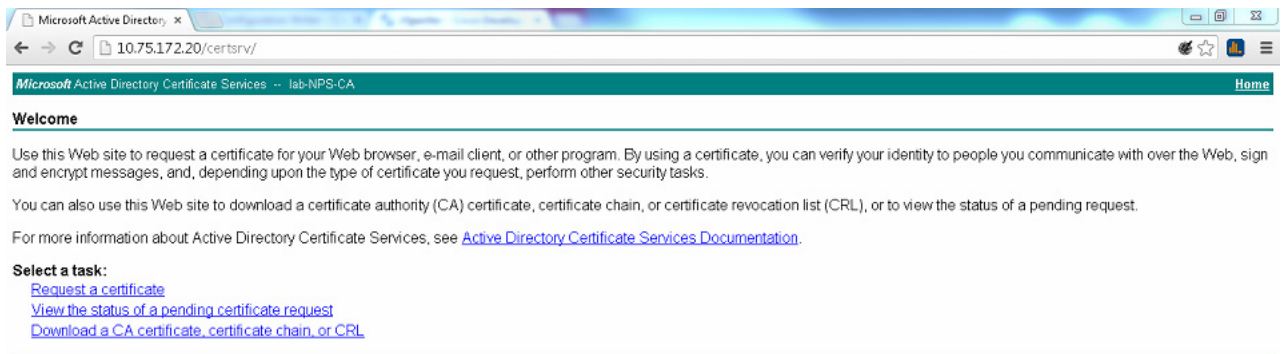 Microsoft Active Directory
10.75.172.20/certsrv/
Microsoft Active Directory Certificate Services -- lab-NPS-CA Home
Welcome
Use this Web site to request a certificate for your Web browser, e-mail client, or other program. By using a certificate, you can verify your identity to people you communicate with over the Web, sign
and encrypt messages, and, depending upon the type of certificate you request, perform other security tasks.
You can also use this Web site to download a certificate authority (CA) certificate, certificate chain, or certificate revocation list (CRL), or to view the status of a pending request.
For more information about Active Directory Certificate Services, see Active Directory Certificate Services Documentation.
Select a task:
Request a certificate
View the status of a pending certificate request
Download a CA certificate, certificate chain, or CRL